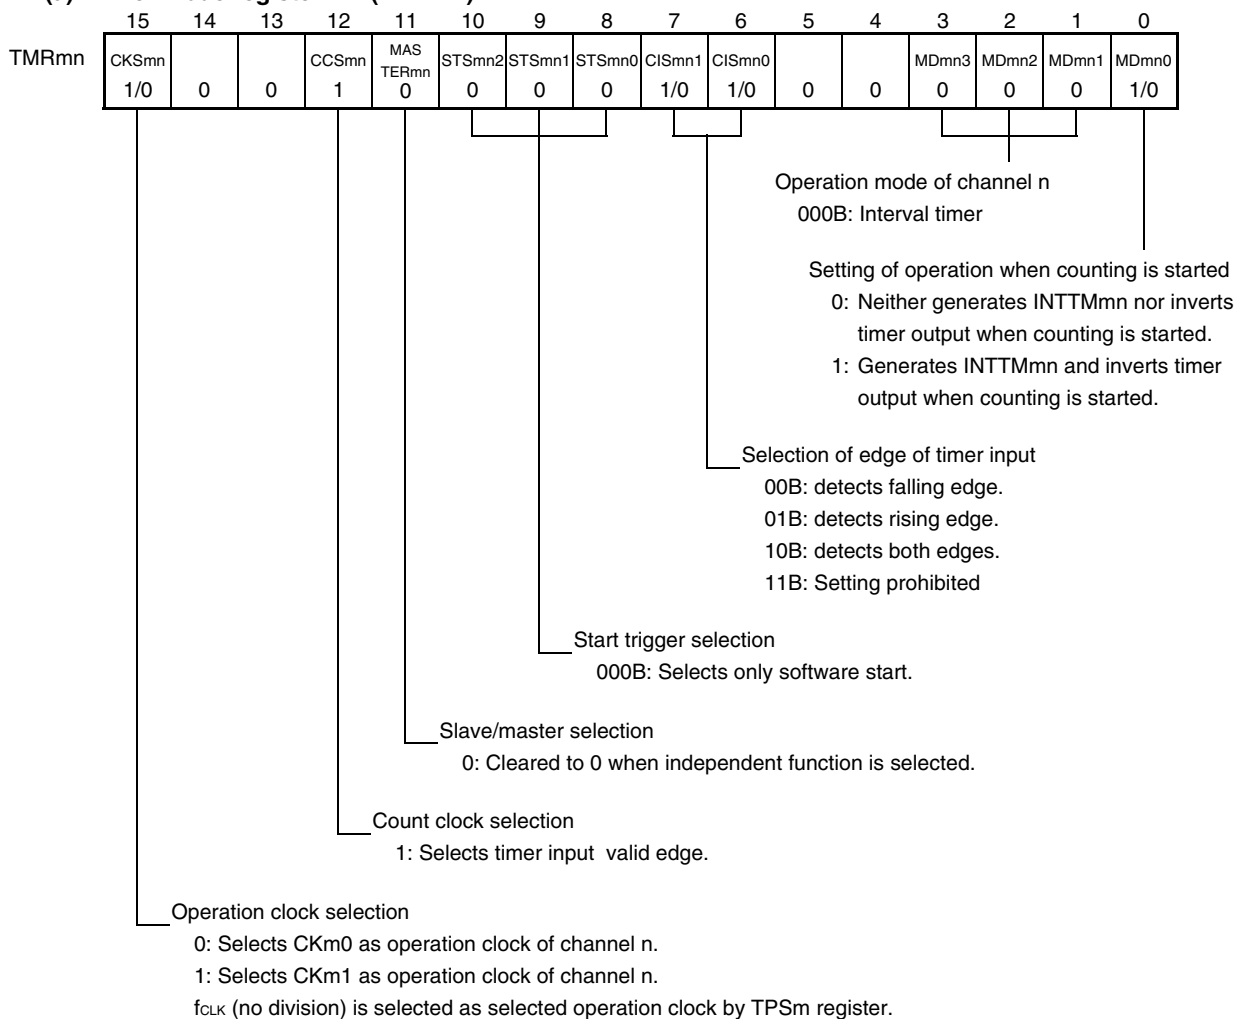 15 14 13 12 11 10 9 8 7 6 5 4 3 2 1 0
TMRmn
CKSmn CCSmn MAS TERmn STSmn2 STSmn1 STSmn0 CISmn1 CISmn0 MDmn3 MDmn2 MDmn1 MDmn0
1/0 0 0 1 0 0 0 0 1/0 1/0 0 0 0 0 0 1/0
Operation mode of channel n
000B: Interval timer
Setting of operation when counting is started
0: Neither generates INTTMmn nor inverts
timer output when counting is started.
1: Generates INTTMmn and inverts timer
output when counting is started.
Selection of edge of timer input
00B: detects falling edge.
01B: detects rising edge.
10B: detects both edges.
11B: Setting prohibited
Start trigger selection
000B: Selects only software start.
Slave/master selection
0: Cleared to 0 when independent function is selected.
Count clock selection
1: Selects timer input valid edge.
Operation clock selection
0: Selects CKm0 as operation clock of channel n.
1: Selects CKm1 as operation clock of channel n.
fCLK (no division) is selected as selected operation clock by TPSm register.